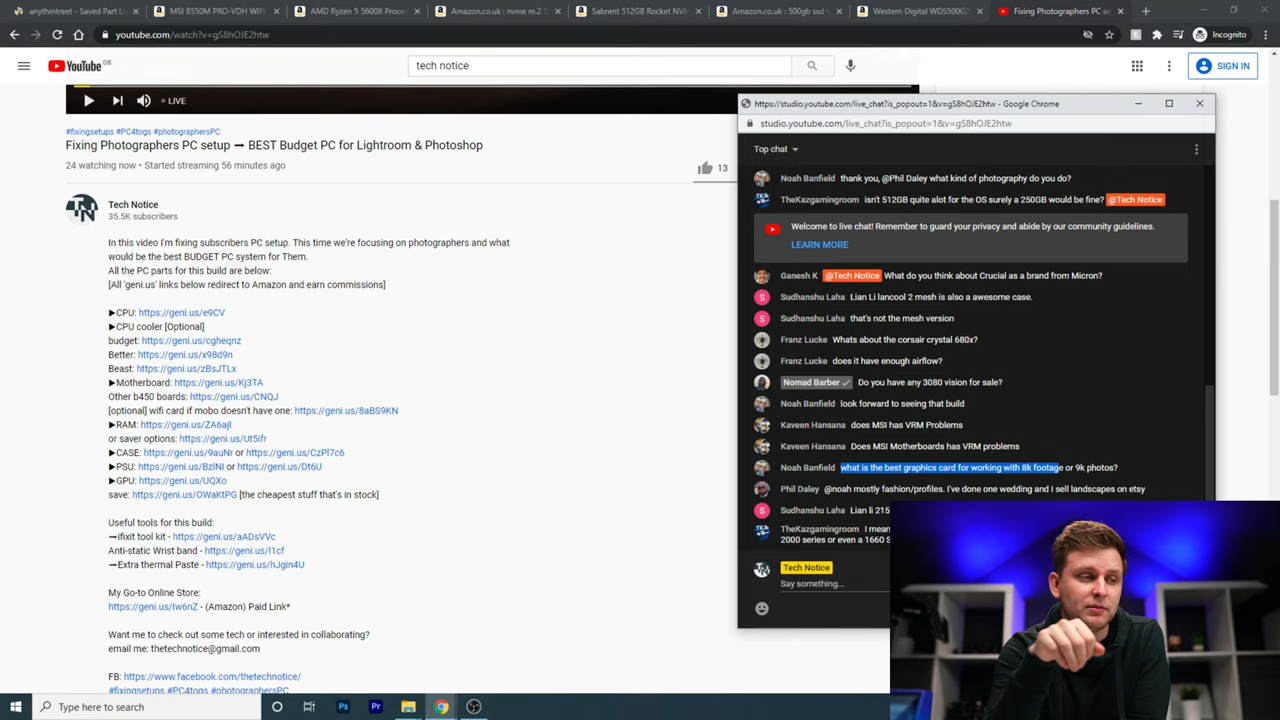 anythintreet - Saved Part L
MSI B550M PRO-VDH WIFI
AMD Ryzen 5 5600X Proce
Amazon.co.uk : nvme m.2
Sabrent 512GB Rocket NV
Amazon.co.uk : 500gb ssd
Western Digital WDS500G2
Fixing Photographers PC se
youtube.com/watch?v=gS8hOJE2htw
Incognito
YouTube GB
tech notice
SIGN IN
LIVE
#fixingsetups #PC4togs #photographersPC
Fixing Photographers PC setup ➞ BEST Budget PC for Lightroom & Photoshop
24 watching now • Started streaming 56 minutes ago
13
Tech Notice
35.5K subscribers
In this video I'm fixing subscribers PC setup. This time we're focusing on photographers and what
would be the best BUDGET PC system for Them.
All the PC parts for this build are below:
[All 'geni.us' links below redirect to Amazon and earn commissions]
►CPU: https://geni.us/e9CV
►CPU cooler [Optional]
budget: https://geni.us/cgheqnz
Better: https://geni.us/x98d9n
Beast: https://geni.us/zBsJTLx
►Motherboard: https://geni.us/Kj3TA
Other b450 boards: https://geni.us/CNQJ
[optional] wifi card if mobo doesn't have one: https://geni.us/8aBS9KN
►RAM: https://geni.us/ZA6ajI
or saver options: https://geni.us/Ut5ifr
►CASE: https://geni.us/9auNr or https://geni.us/CzPl7c6
►PSU: https://geni.us/BzlNI or https://geni.us/Dt6U
►GPU: https://geni.us/UQXo
save: https://geni.us/OWaKtPG [the cheapest stuff that's in stock]
Useful tools for this build:
➞ifixit tool kit - https://geni.us/aADsVVc
Anti-static Wrist band - https://geni.us/l1cf
➞Extra thermal Paste - https://geni.us/hJgin4U
My Go-to Online Store:
https://geni.us/Iw6nZ - (Amazon) Paid Link*
Want me to check out some tech or interested in collaborating?
email me: thetechnotice@gmail.com
FB: https://www.facebook.com/thetechnotice/
#fixingsetups #PC4togs #photographersPC
https://studio.youtube.com/live_chat?is_popout=1&v=gS8hOJE2htw - Google Chrome
studio.youtube.com/live_chat?is_popout=1&v=gS8hOJE2htw
Top chat
Noah Banfield thank you, @Phil Daley what kind of photography do you do?
TheKazgamingroom isn't 512GB quite alot for the OS surely a 250GB would be fine? @Tech Notice
Welcome to live chat! Remember to guard your privacy and abide by our community guidelines.
LEARN MORE
Ganesh K @Tech Notice What do you think about Crucial as a brand from Micron?
S Sudhanshu Laha Lian Li lancool 2 mesh is also a awesome case.
S Sudhanshu Laha that's not the mesh version
Franz Lucke Whats about the corsair crystal 680x?
Franz Lucke does it have enough airflow?
Nomad Barber Do you have any 3080 vision for sale?
Noah Banfield look forward to seeing that build
Kaveen Hansana does MSI has VRM Problems
Kaveen Hansana Does MSI Motherboards has VRM problems
Noah Banfield what is the best graphics card for working with 8k footage or 9k photos?
Phil Daley @noah mostly fashion/profiles. I've done one wedding and I sell landscapes on etsy
S Sudhanshu Laha Lian li 215
TheKazgamingroom I mean
2000 series or even a 1660 S
Tech Notice
Say something...
Type here to search
Ps
Pr